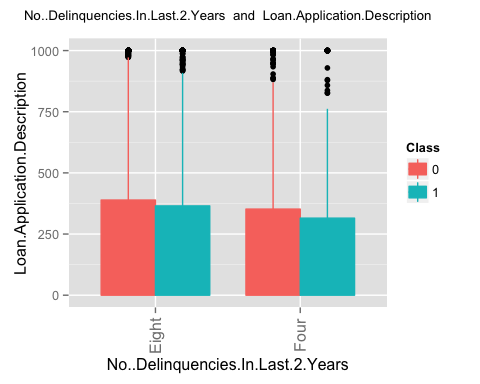 No..Delinquencies.In.Last.2.Years and Loan.Application.Description
Loan.Application.Description
1000
750
500
250
0
Eight
Four
No..Delinquencies.In.Last.2.Years
Class
0
1